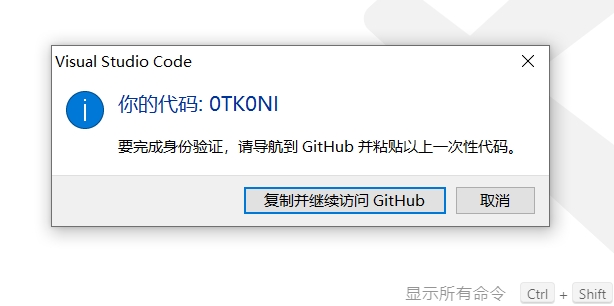 Visual Studio Code
你的代码: 0TK0NI
要完成身份验证，请导航到 GitHub 并粘贴以上一次性代码。
复制并继续访问 GitHub
取消
显示所有命令 Ctrl + Shift